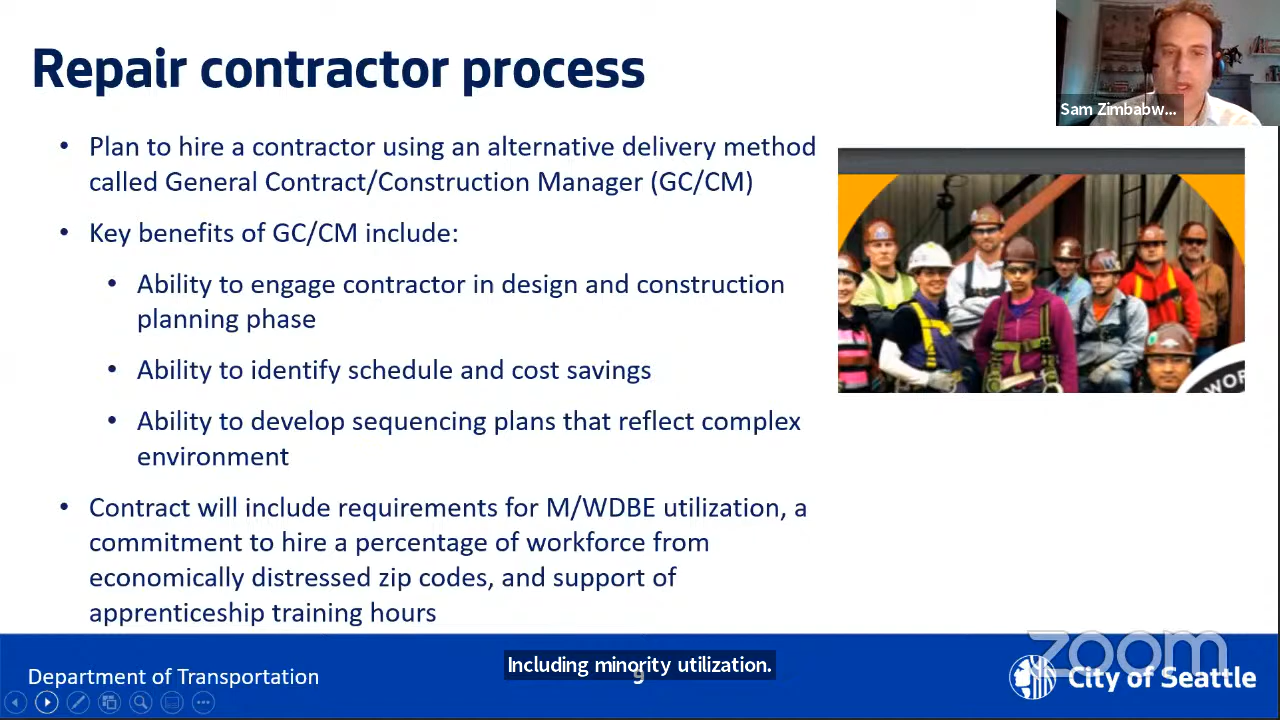 Repair contractor process
Sam Zimbabw...
• Plan to hire a contractor using an alternative delivery method
called General Contract/Construction Manager (GC/CM)
• Key benefits of GC/CM include:
• Ability to engage contractor in design and construction
planning phase
• Ability to identify schedule and cost savings
• Ability to develop sequencing plans that reflect complex
environment
• Contract will include requirements for M/WDBE utilization, a
commitment to hire a percentage of workforce from
economically distressed zip codes, and support of
apprenticeship training hours
WOR
zoom
Department of Transportation
Including minority utilization.
9
City of Seattle